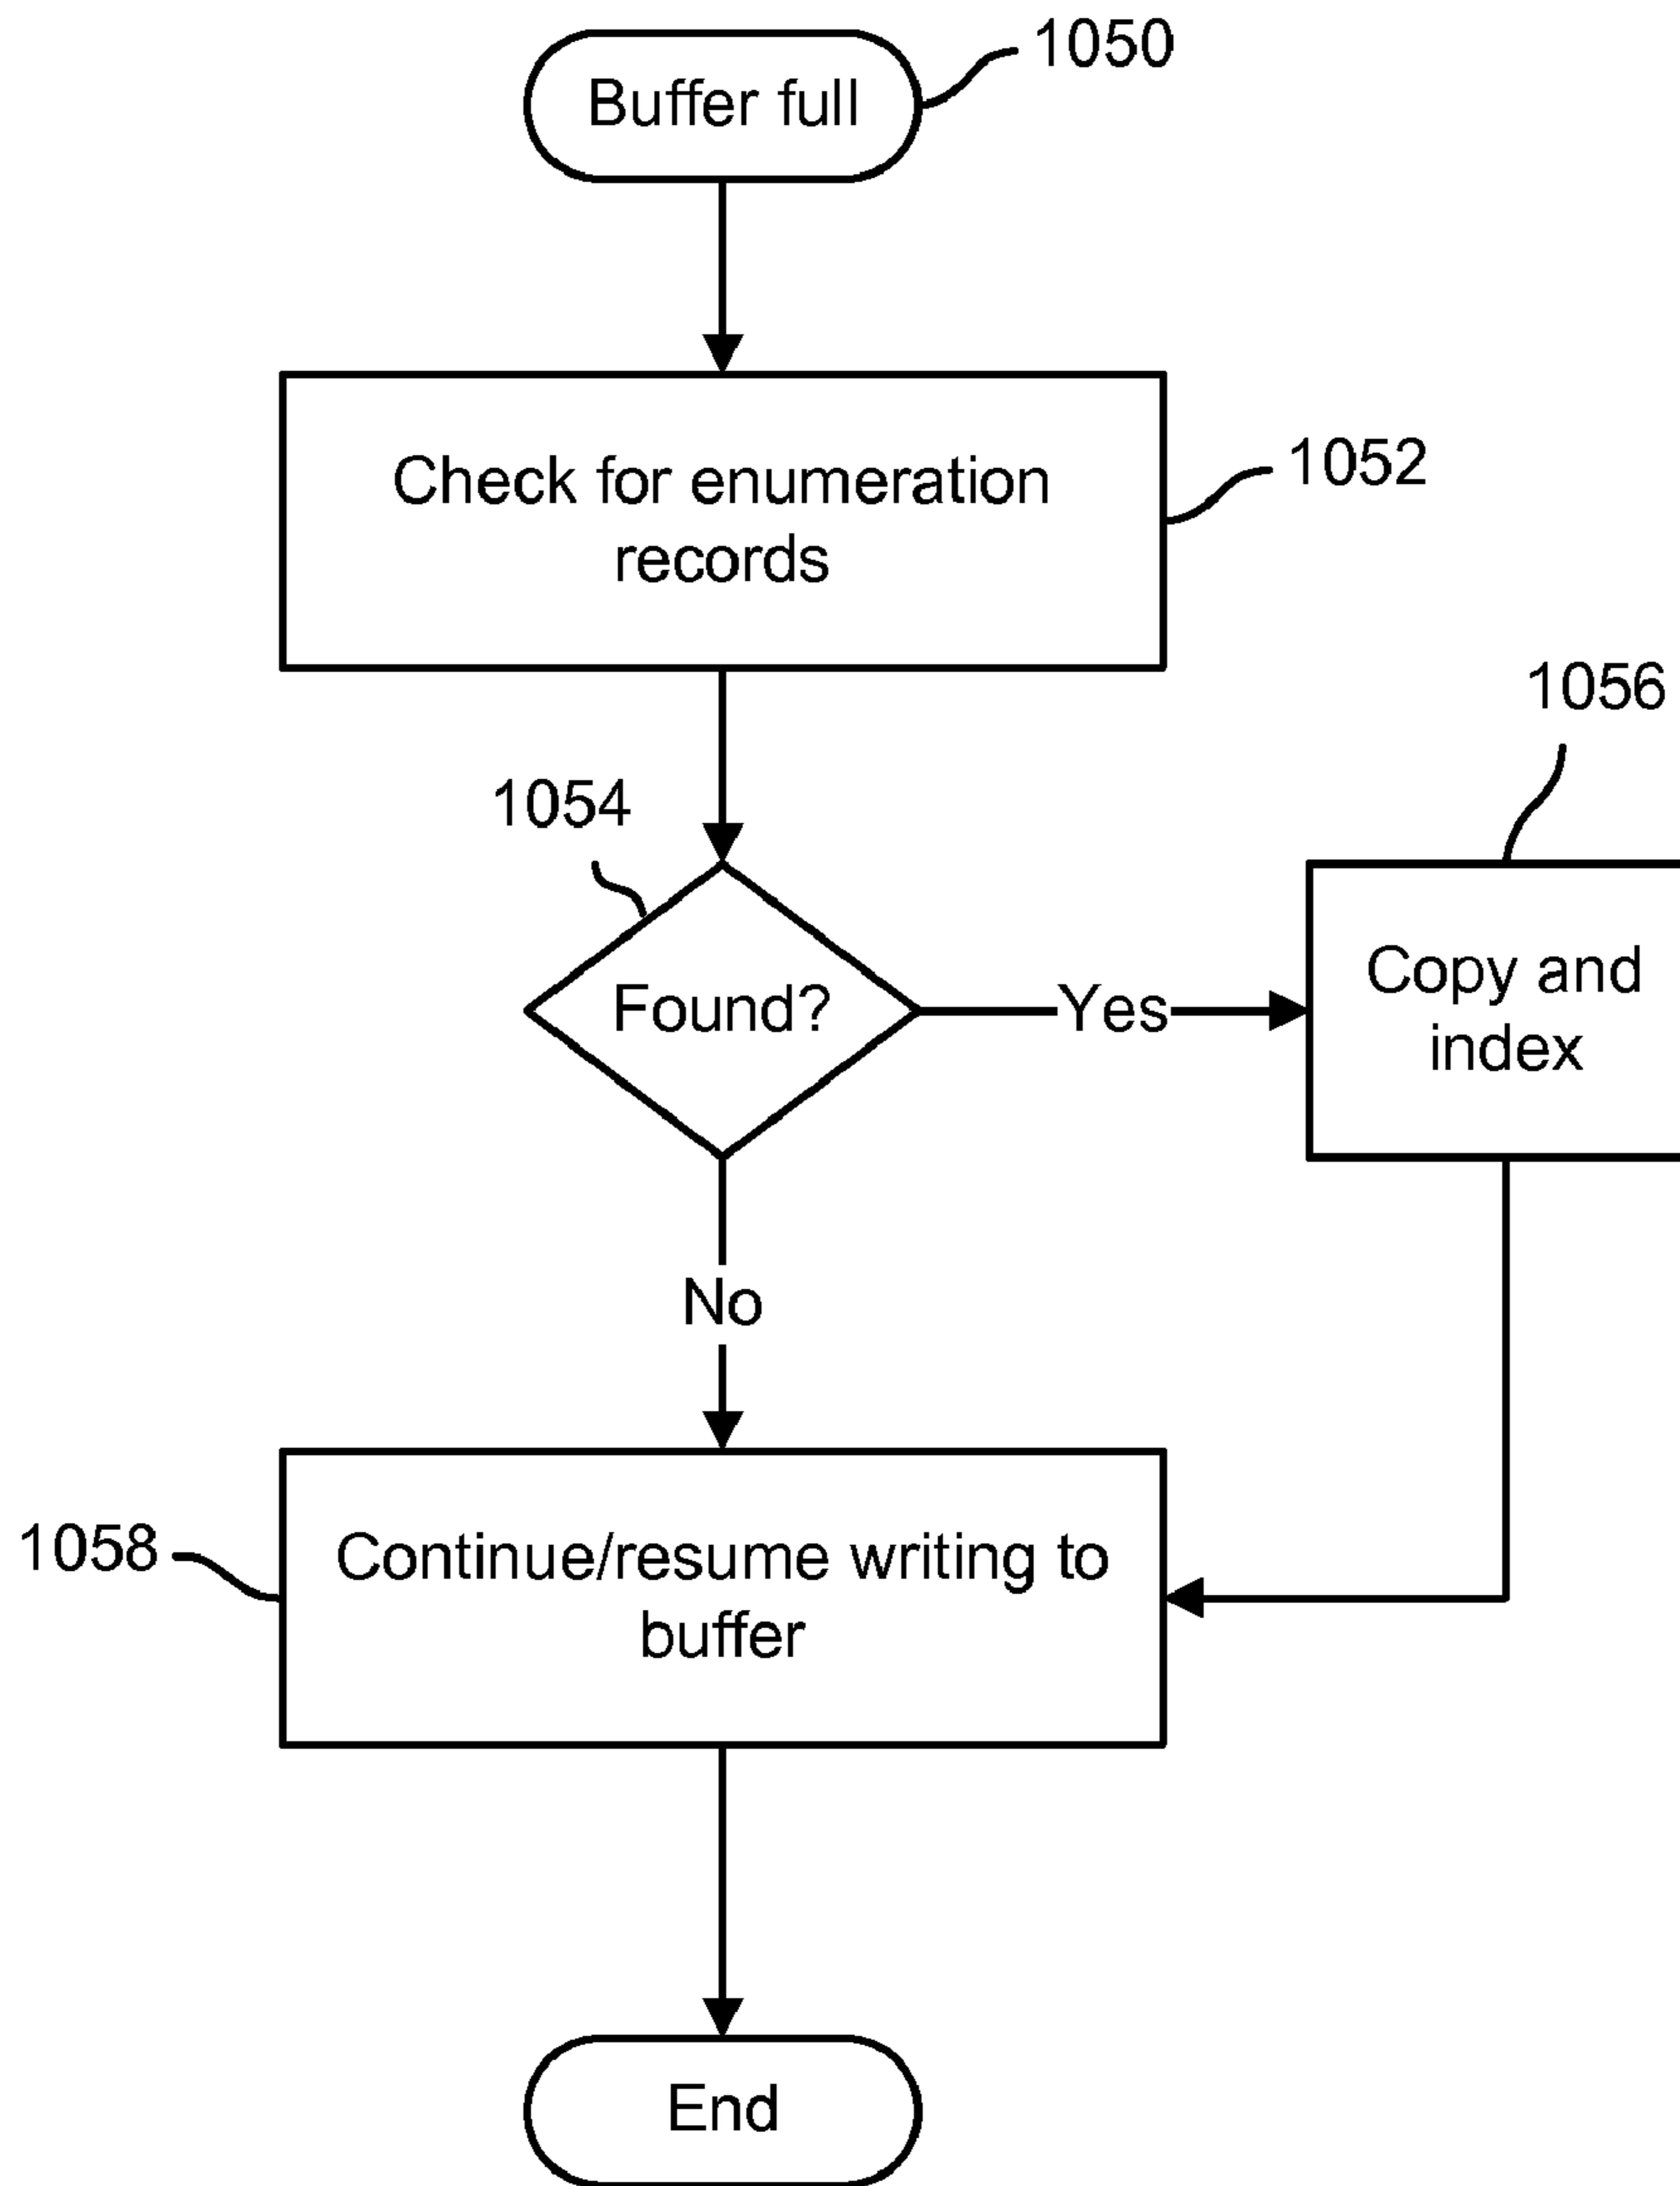 1050
Buffer full
1052
Check for enumeration
records
1056
1054
Found?
Yes
Copy and
index
No
1058
Continue/resume writing to
buffer
End